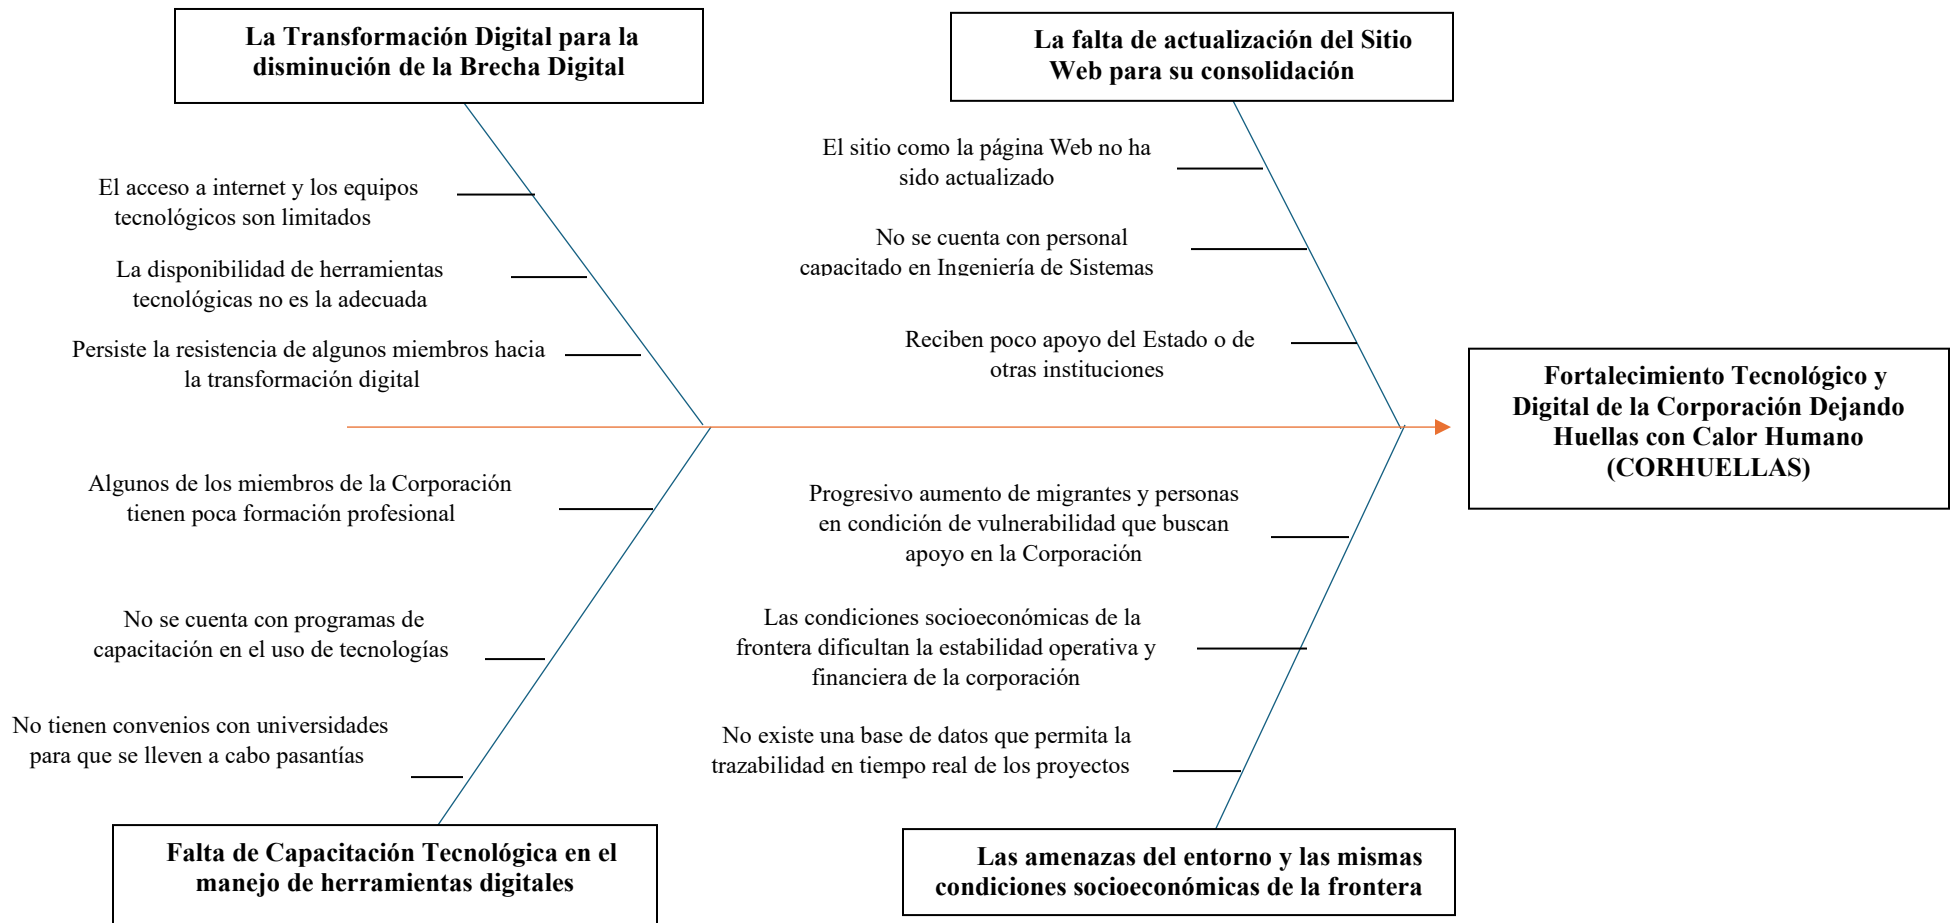 La Transformación Digital para la
disminución de la Brecha Digital
La falta de actualización del Sitio
Web para su consolidación
El sitio como la página Web no ha
sido actualizado
El acceso a internet y los equipos
tecnológicos son limitados
No se cuenta con personal
capacitado en Ingeniería de Sistemas
La disponibilidad de herramientas
tecnológicas no es la adecuada
Reciben poco apoyo del Estado o de
otras instituciones
Persiste la resistencia de algunos miembros hacia
la transformación digital
Fortalecimiento Tecnológico y
Digital de la Corporación Dejando
Huellas con Calor Humano
(CORHUELLAS)
Algunos de los miembros de la Corporación
tienen poca formación profesional
Progresivo aumento de migrantes y personas
en condición de vulnerabilidad que buscan
apoyo en la Corporación
No se cuenta con programas de
capacitación en el uso de tecnologías
Las condiciones socioeconómicas de la
frontera dificultan la estabilidad operativa y
financiera de la corporación
No tienen convenios con universidades
para que se lleven a cabo pasantías
No existe una base de datos que permita la
trazabilidad en tiempo real de los proyectos
Falta de Capacitación Tecnológica en el
manejo de herramientas digitales
Las amenazas del entorno y las mismas
condiciones socioeconómicas de la frontera